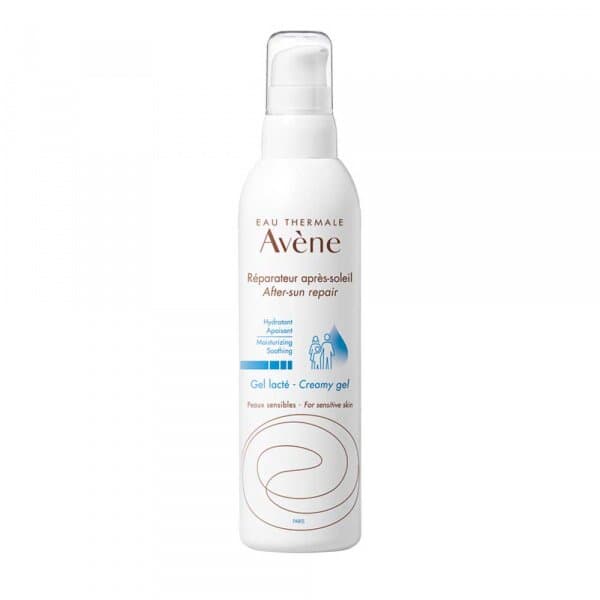 EAU THERMALE
Avène
Réparateur après-soleil
After-sun repair
Hydratant
Apaisant
Moisturizing
Soothing
Gel lacté - Creamy gel
Peaux sensibles - For sensitive skin
PARIS